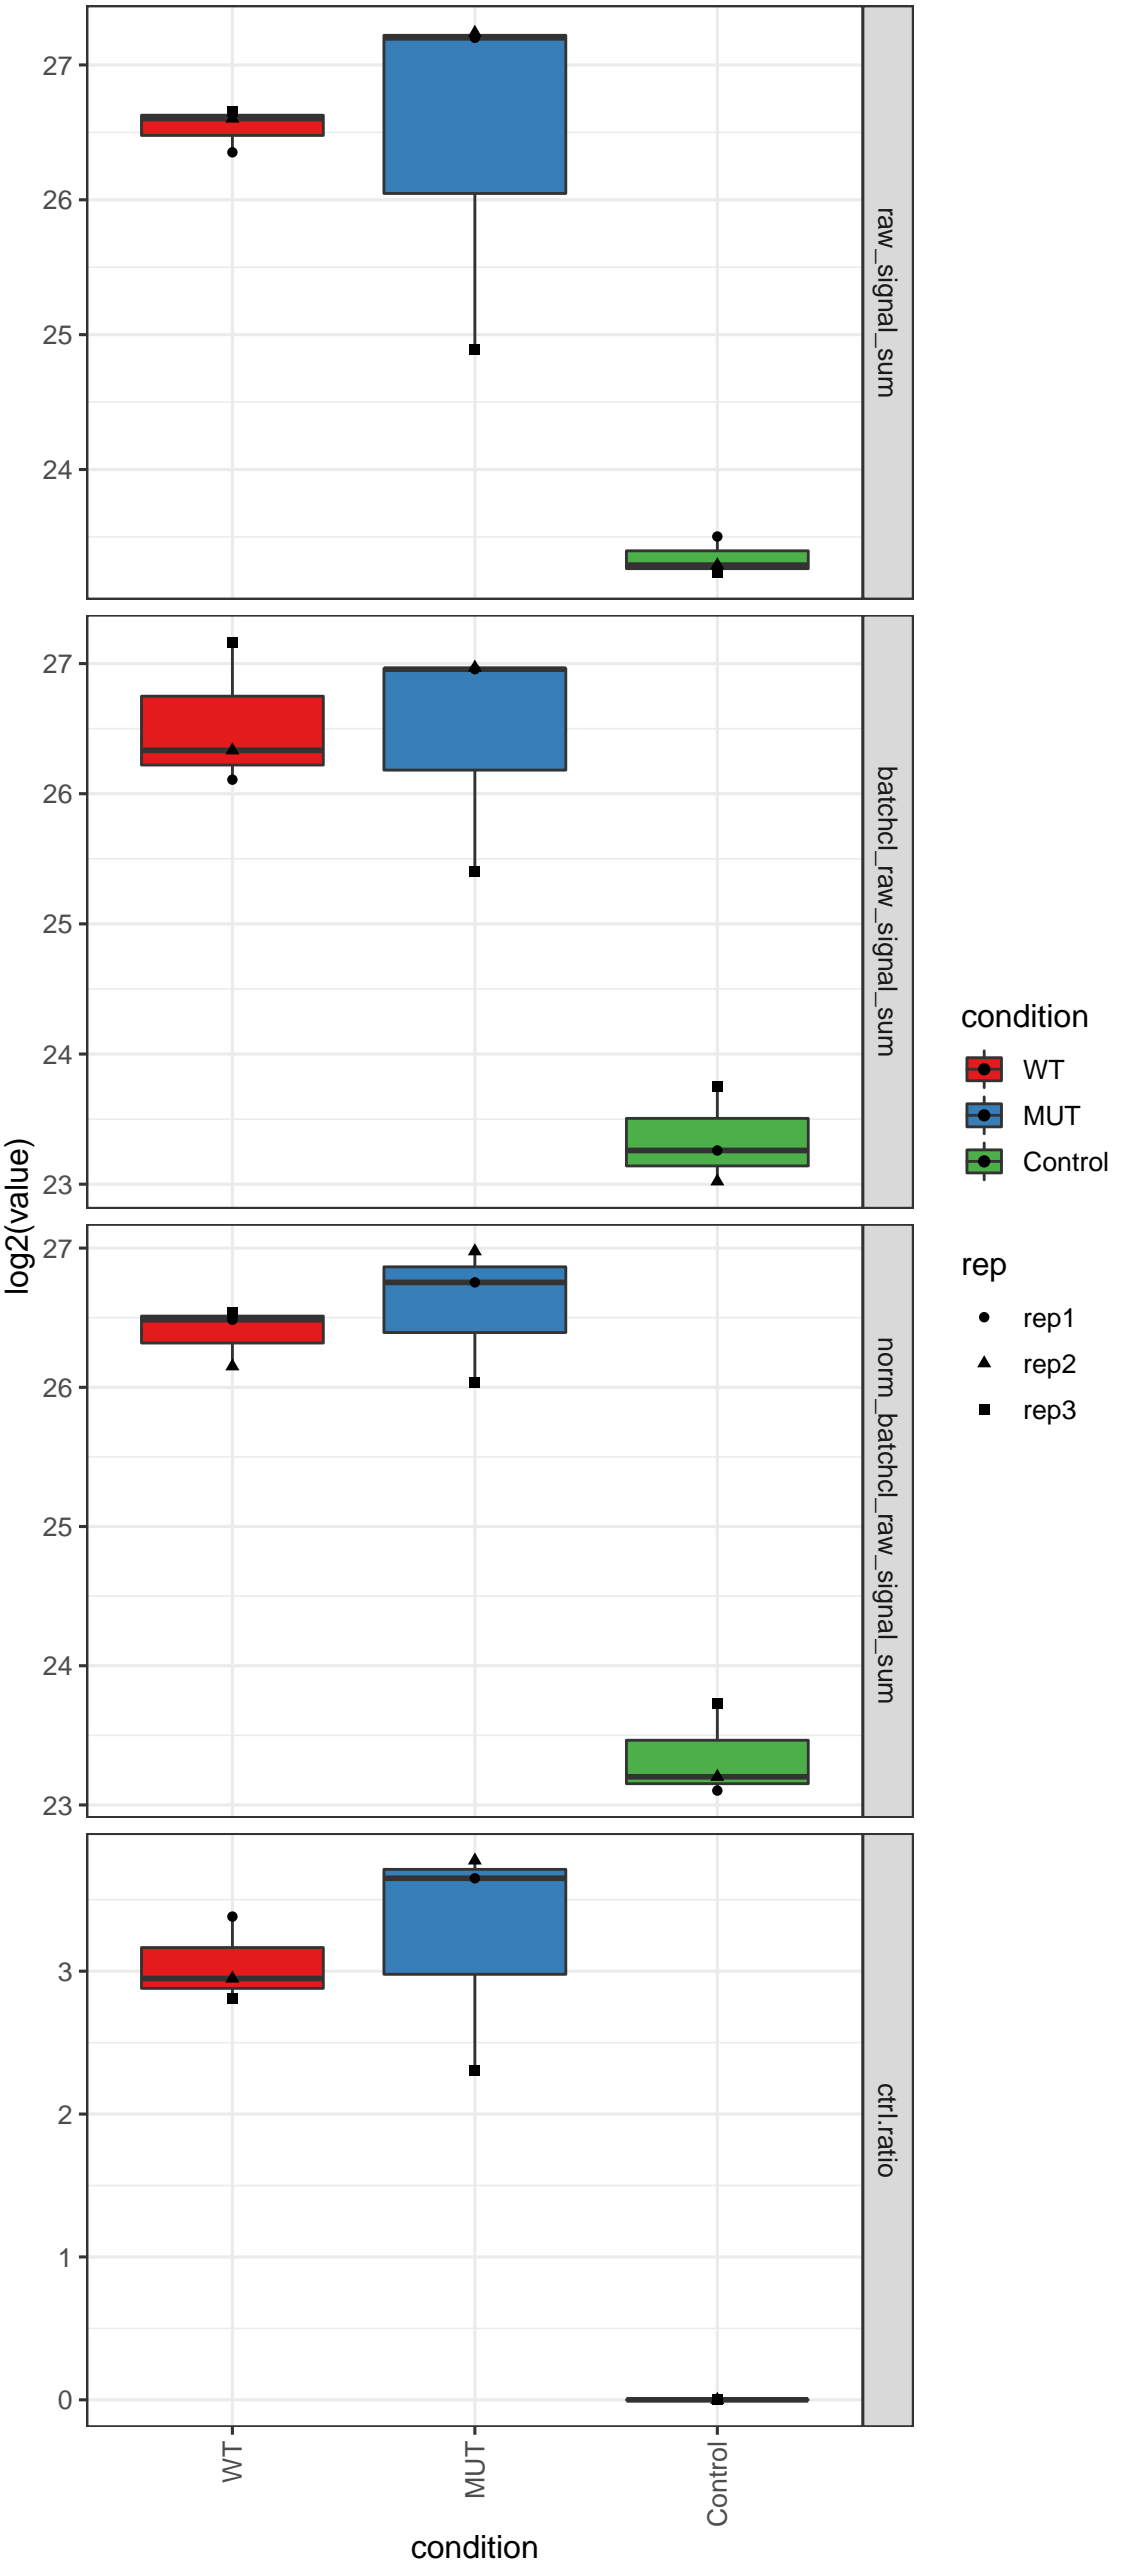 27
26
25
24
raw_signal_sum
27
26
25
24
23
batchcl_raw_signal_sum
27
26
25
24
23
norm_batchcl_raw_signal_sum
3
2
1
0
ctrl.ratio
log2(value)
WT
MUT
Control
condition
condition
WT
MUT
Control
rep
rep1
rep2
rep3